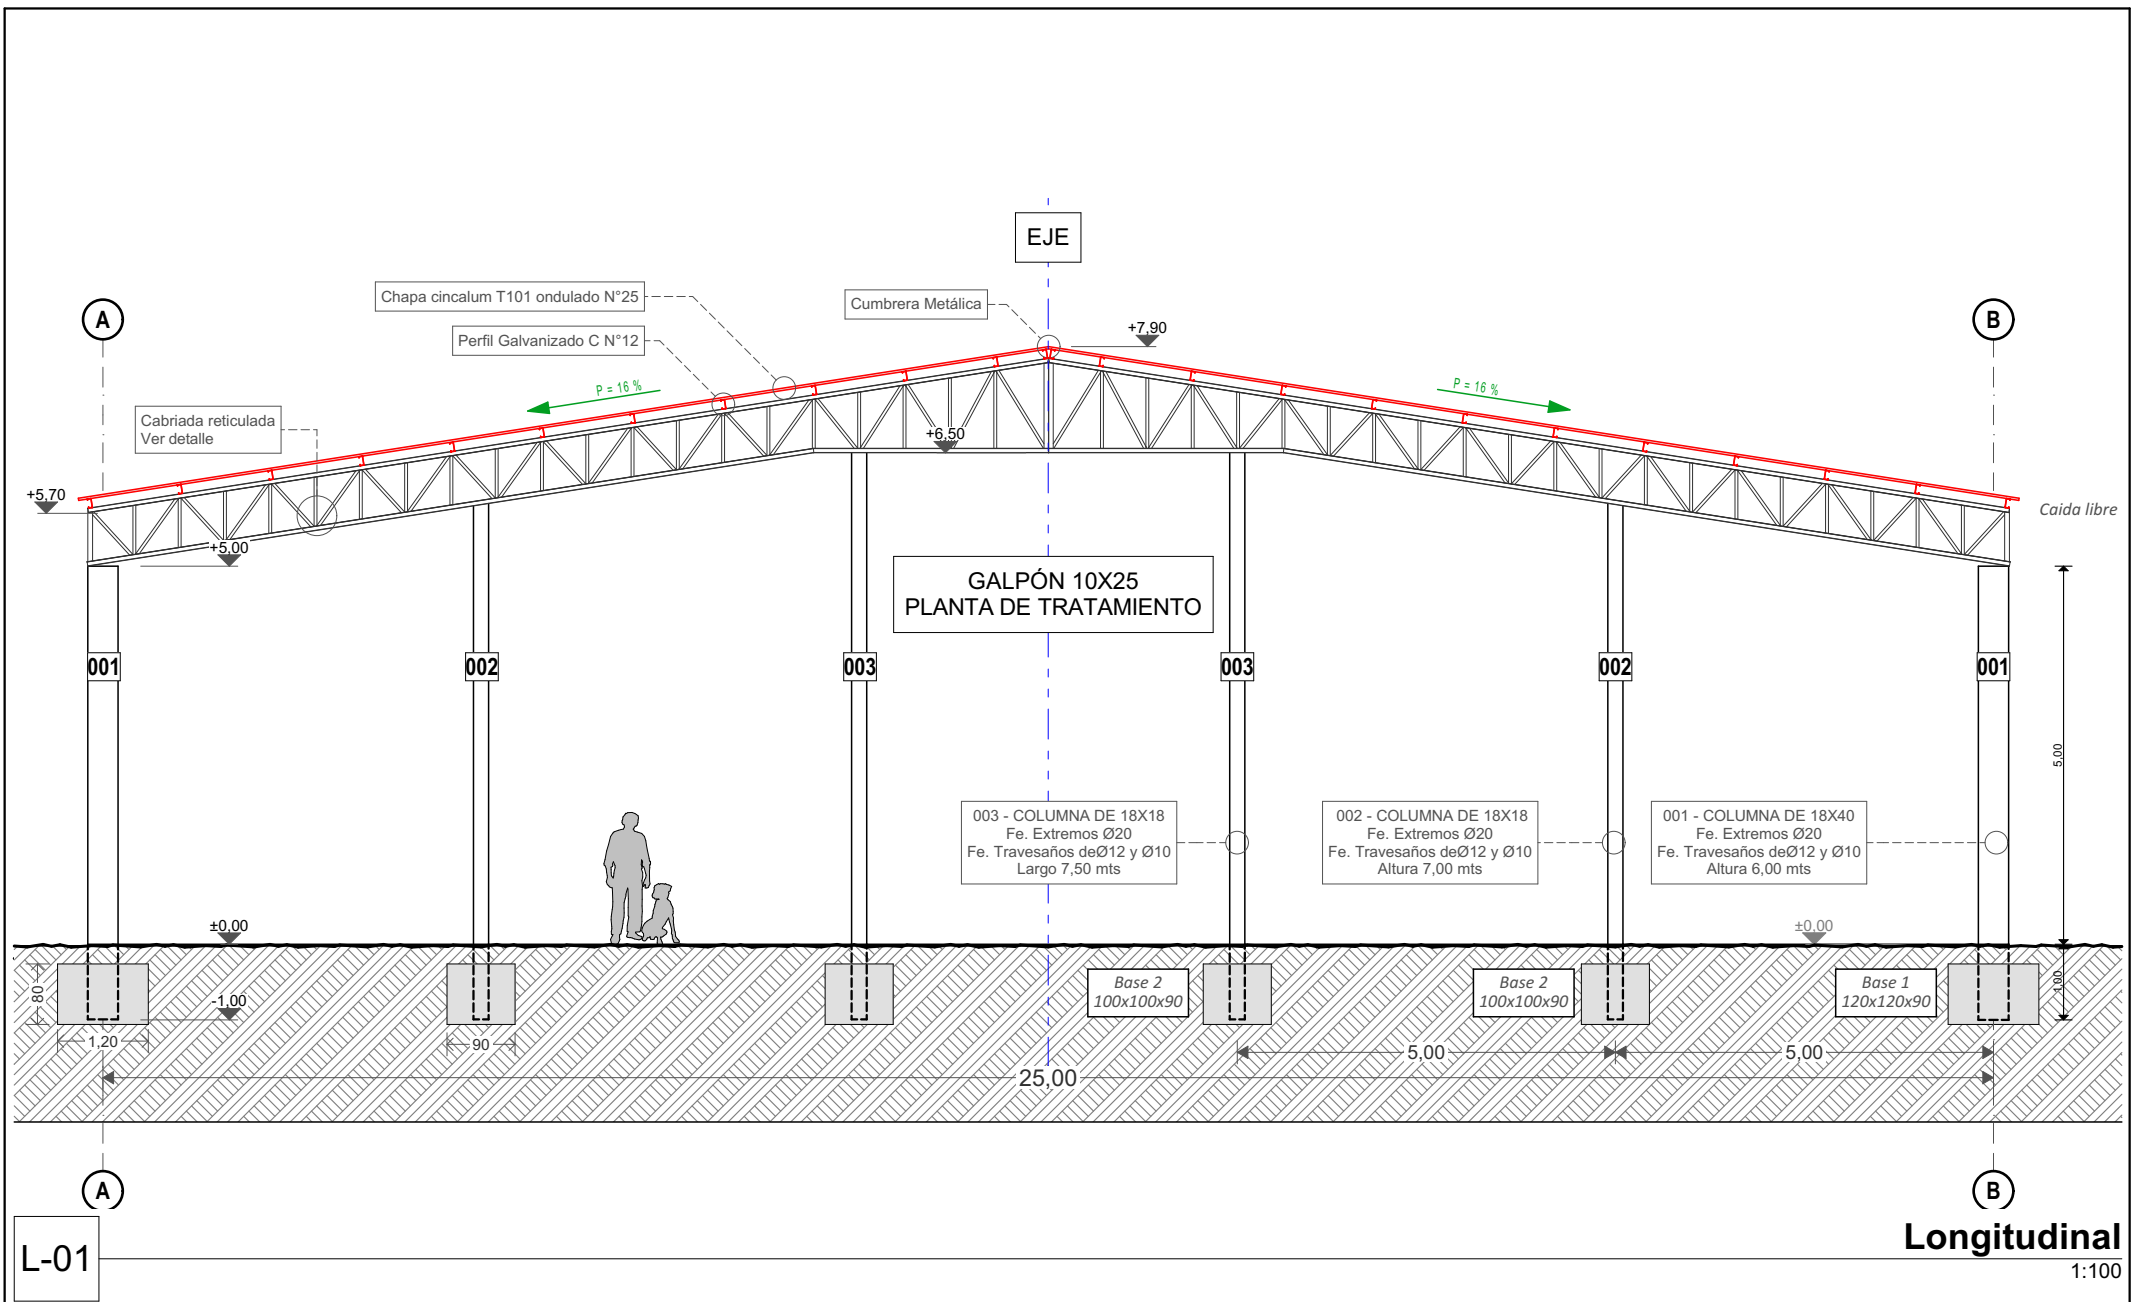 EJE
Chapa cincalum T101 ondulado N°25
Cumbrera Metálica
A
B
+7,90
Perfil Galvanizado C N°12
P = 16 %
P = 16 %
Cabriada reticulada
Ver detalle
+6,50
+5,70
Caida libre
+5,00
GALPÓN 10X25
PLANTA DE TRATAMIENTO
001
002
003
003
002
001
5,00
003 - COLUMNA DE 18X18
Fe. Extremos Ø20
Fe. Travesaños deØ12 y Ø10
Largo 7,50 mts
002 - COLUMNA DE 18X18
Fe. Extremos Ø20
Fe. Travesaños deØ12 y Ø10
Altura 7,00 mts
001 - COLUMNA DE 18X40
Fe. Extremos Ø20
Fe. Travesaños deØ12 y Ø10
Altura 6,00 mts
±0,00
±0,00
80
-1,00
Base 2
100x100x90
Base 2
100x100x90
Base 1
120x120x90
1,00
1,20
90
5,00
5,00
25,00
A
B
L-01
Longitudinal
1:100